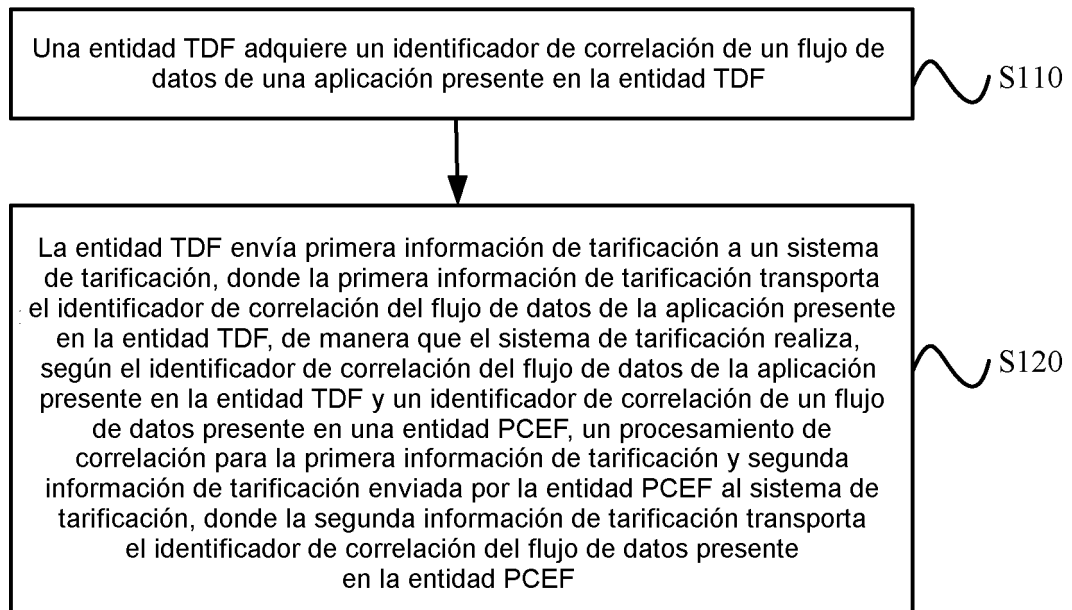 Una entidad TDF adquiere un identificador de correlación de un flujo de
datos de una aplicación presente en la entidad TDF
S110
La entidad TDF envía primera información de tarificación a un sistema
de tarificación, donde la primera información de tarificación transporta
el identificador de correlación del flujo de datos de la aplicación presente
en la entidad TDF, de manera que el sistema de tarificación realiza,
según el identificador de correlación del flujo de datos de la aplicación
presente en la entidad TDF y un identificador de correlación de un flujo
de datos presente en una entidad PCEF, un procesamiento de
correlación para la primera información de tarificación y segunda
información de tarificación enviada por la entidad PCEF al sistema de
tarificación, donde la segunda información de tarificación transporta
el identificador de correlación del flujo de datos presente
en la entidad PCEF
S120